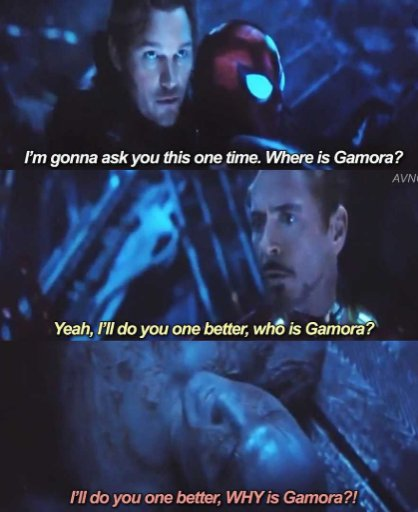 I'm gonna ask you this one time. Where is Gamora?
AVN
Yeah, I'll do you one better, who is Gamora?
I'll do you one better, WHY is Gamora?!